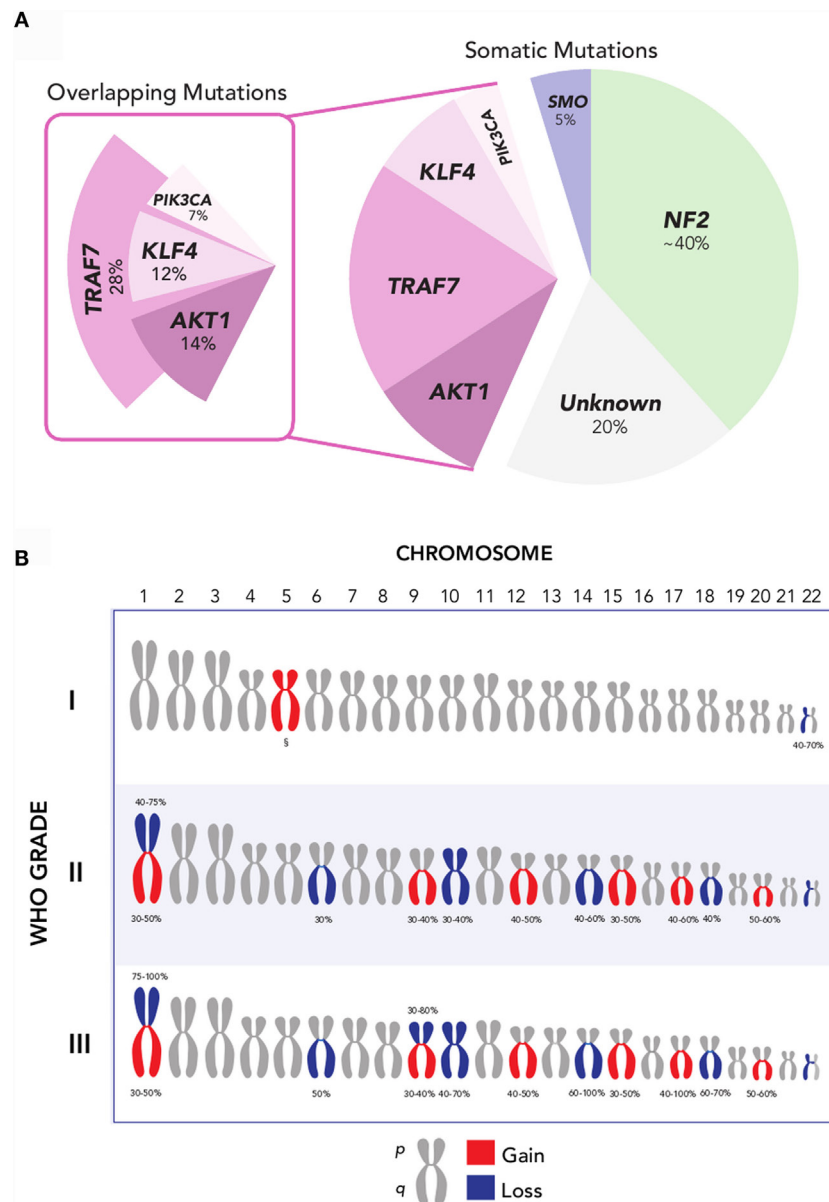 A
Somatic Mutations
Overlapping Mutations
SMO
5%
PIK3CA
KLF4
NF2
~40%
PIK3CA
7%
KLF4
12%
TRAF7
28%
TRAF7
AKT1
14%
AKT1
Unknown
20%
B
CHROMOSOME
1 2 3 4 5 6 7 8 9 10 11 12 13 14 15 16 17 18 19 20 21 22
WHO GRADE
I
§
40-70%
40-75%
II
30-50% 30% 30-40% 30-40% 40-50% 40-60% 30-50% 40-60% 40% 50-60%
75-100%
30-80%
III
30-50% 50% 30-40% 40-70% 40-50% 60-100% 30-50% 40-100% 60-70% 50-60%
p
Gain
q
Loss